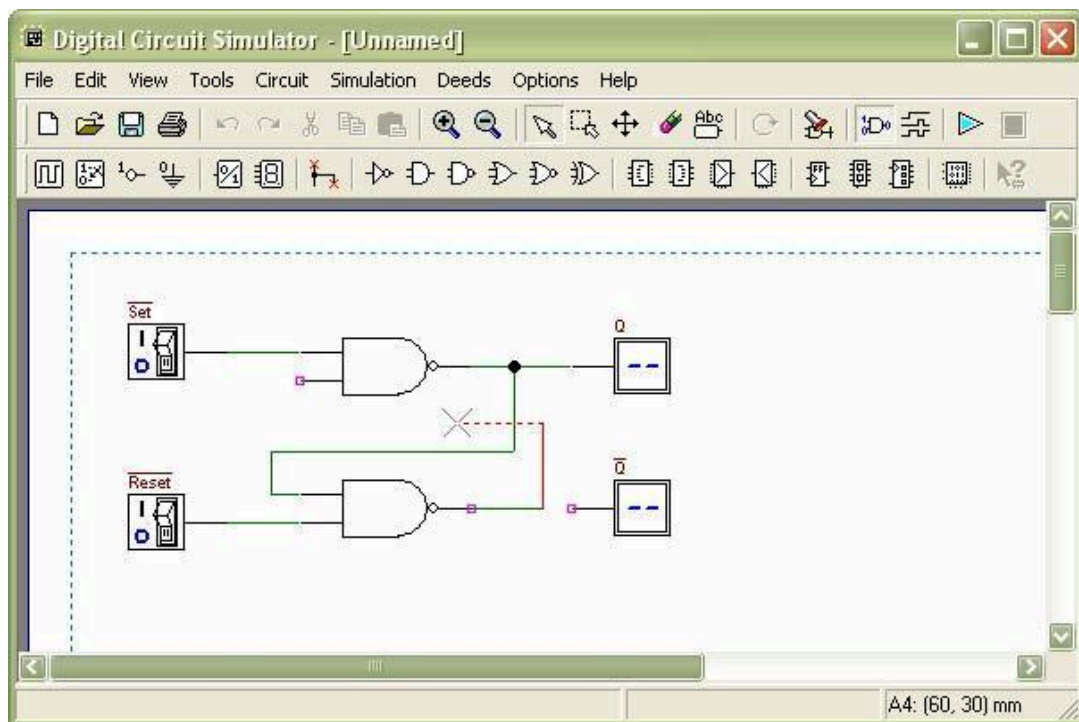 Digital Circuit Simulator - [Unnamed]
File Edit View Tools Circuit Simulation Deeds Options Help
Abc
Set
Q
Reset
Q
A4: (60, 30) mm